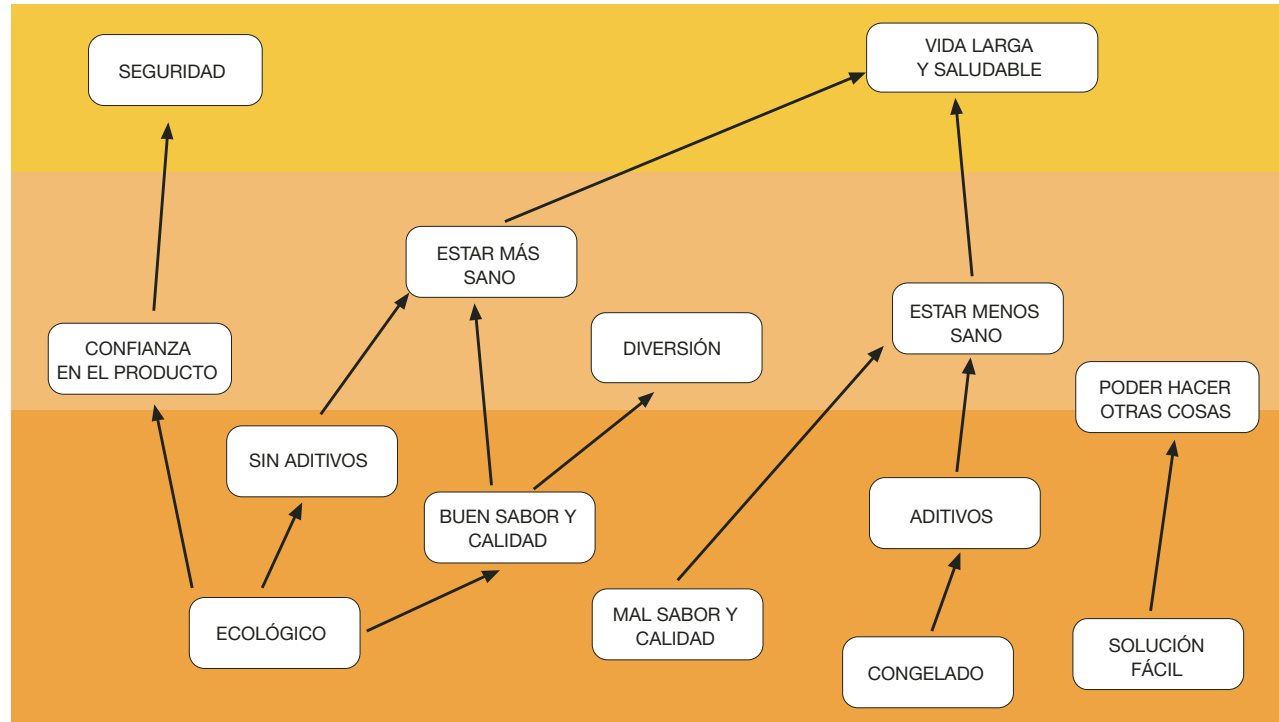 SEGURIDAD
VIDA LARGA
Y SALUDABLE
ESTAR MÁS
SANO
ESTAR MENOS
SANO
CONFIANZA
EN EL PRODUCTO
DIVERSIÓN
PODER HACER
OTRAS COSAS
SIN ADITIVOS
BUEN SABOR Y
CALIDAD
ADITIVOS
ECOLÓGICO
MAL SABOR Y
CALIDAD
CONGELADO
SOLUCIÓN
FÁCIL